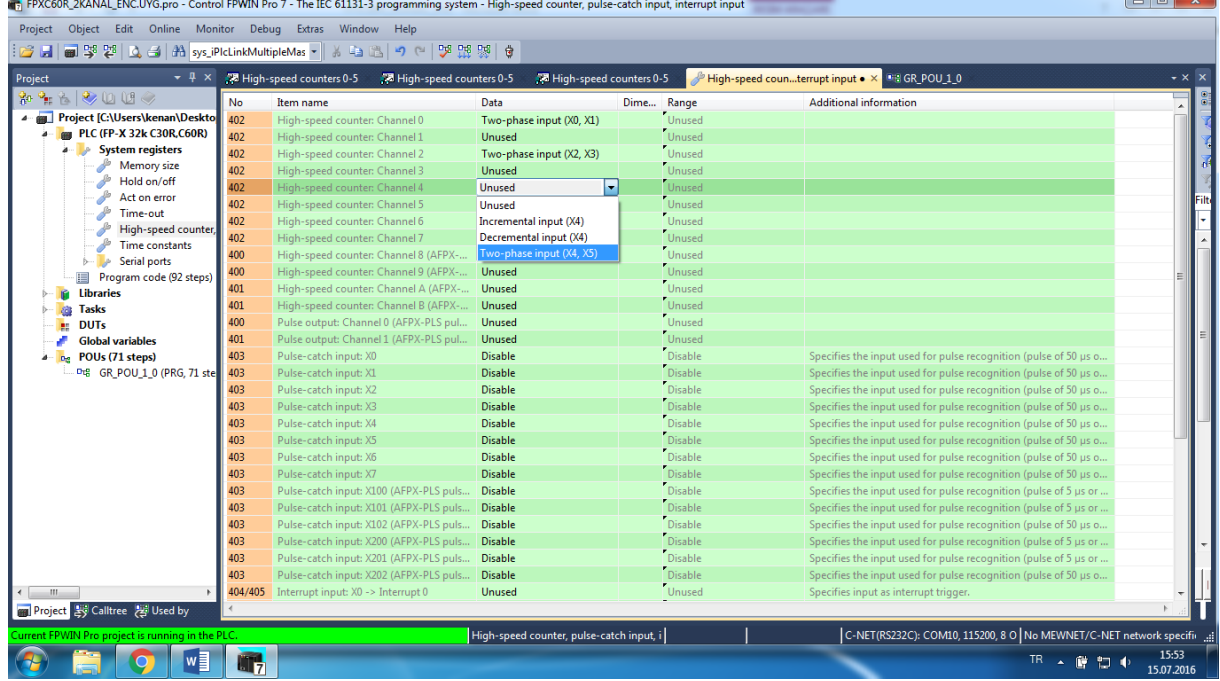 FPXC60R_2KANAL_ENC.UYG.pro - Control FPWIN Pro 7 - The IEC 61131-3 programming system - High-speed counter, pulse-catch input, interrupt input
Project Object Edit Online Monitor Debug Extras Window Help
sys_iPlcLinkMultipleMas
Project
High-speed counters 0-5 High-speed counters 0-5 High-speed counters 0-5 High-speed coun...terrupt input • × GR_POU_1_0
Project [C:\Users\kenan\Deskto
PLC (FP-X 32k C30R,C60R)
System registers
Memory size
Hold on/off
Act on error
Time-out
High-speed counter,
Time constants
Serial ports
Program code (92 steps)
Libraries
Tasks
DUTs
Global variables
POUs (71 steps)
GR_POU_1_0 (PRG, 71 ste
No Item name Data Dime... Range Additional information
402 High-speed counter: Channel 0 Two-phase input (X0, X1) Unused
402 High-speed counter: Channel 1 Unused Unused
402 High-speed counter: Channel 2 Two-phase input (X2, X3) Unused
402 High-speed counter: Channel 3 Unused Unused
402 High-speed counter: Channel 4 Unused Unused
402 High-speed counter: Channel 5 Unused Unused
402 High-speed counter: Channel 6 Incremental input (X4) Unused
402 High-speed counter: Channel 7 Decremental input (X4) Unused
400 High-speed counter: Channel 8 (AFPX-... Two-phase input (X4, X5) Unused
400 High-speed counter: Channel 9 (AFPX-... Unused Unused
401 High-speed counter: Channel A (AFPX-... Unused Unused
401 High-speed counter: Channel B (AFPX-... Unused Unused
400 Pulse output: Channel 0 (AFPX-PLS pul... Unused Unused
401 Pulse output: Channel 1 (AFPX-PLS pul... Unused Unused
403 Pulse-catch input: X0 Disable Disable Specifies the input used for pulse recognition (pulse of 50 µs o...
403 Pulse-catch input: X1 Disable Disable Specifies the input used for pulse recognition (pulse of 50 µs o...
403 Pulse-catch input: X2 Disable Disable Specifies the input used for pulse recognition (pulse of 50 µs o...
403 Pulse-catch input: X3 Disable Disable Specifies the input used for pulse recognition (pulse of 50 µs o...
403 Pulse-catch input: X4 Disable Disable Specifies the input used for pulse recognition (pulse of 50 µs o...
403 Pulse-catch input: X5 Disable Disable Specifies the input used for pulse recognition (pulse of 50 µs o...
403 Pulse-catch input: X6 Disable Disable Specifies the input used for pulse recognition (pulse of 50 µs o...
403 Pulse-catch input: X7 Disable Disable Specifies the input used for pulse recognition (pulse of 50 µs o...
403 Pulse-catch input: X100 (AFPX-PLS puls... Disable Disable Specifies the input used for pulse recognition (pulse of 5 µs or ...
403 Pulse-catch input: X101 (AFPX-PLS puls... Disable Disable Specifies the input used for pulse recognition (pulse of 5 µs or ...
403 Pulse-catch input: X102 (AFPX-PLS puls... Disable Disable Specifies the input used for pulse recognition (pulse of 50 µs o...
403 Pulse-catch input: X200 (AFPX-PLS puls... Disable Disable Specifies the input used for pulse recognition (pulse of 5 µs or ...
403 Pulse-catch input: X201 (AFPX-PLS puls... Disable Disable Specifies the input used for pulse recognition (pulse of 5 µs or ...
403 Pulse-catch input: X202 (AFPX-PLS puls... Disable Disable Specifies the input used for pulse recognition (pulse of 50 µs o...
404/405 Interrupt input: X0 -> Interrupt 0 Unused Specifies input as interrupt trigger.
Filt
Project Calltree Used by
Current FPWIN Pro project is running in the PLC. High-speed counter, pulse-catch input, i C-NET(RS232C): COM10, 115200, 8 O No MEWNET/C-NET network specifi
TR 15:53
15.07.2016